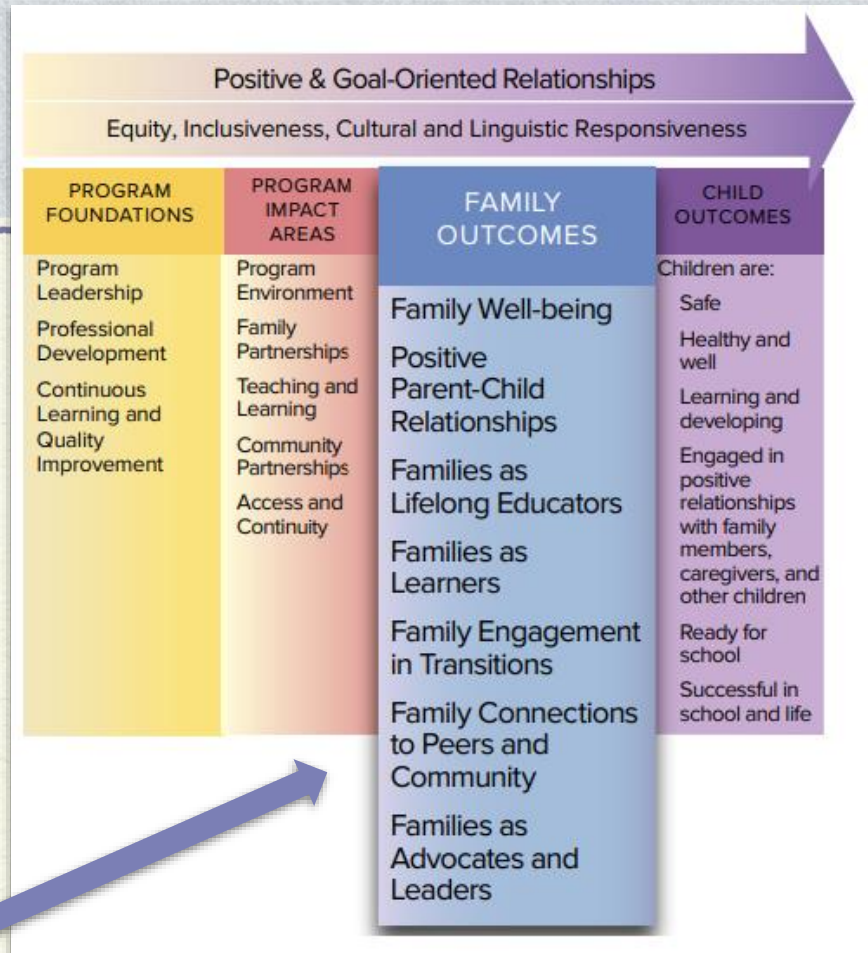 Positive & Goal-Oriented Relationships
Equity, Inclusiveness, Cultural and Linguistic Responsiveness
PROGRAM
FOUNDATIONS
Program
Leadership
Professional
Development
Continuous
Learning and
Quality
Improvement
PROGRAM
IMPACT
AREAS
Program
Environment
Family
Partnerships
Teaching and
Learning
Community
Partnerships
Access and
Continuity
FAMILY
OUTCOMES
Family Well-being
Positive
Parent-Child
Relationships
Families as
Lifelong Educators
Families as
Learners
Family Engagement
in Transitions
Family Connections
to Peers and
Community
Families as
Advocates and
Leaders
CHILD
OUTCOMES
Children are:
Safe
Healthy and
well
Learning and
developing
Engaged in
positive
relationships
with family
members,
caregivers, and
other children
Ready for
school
Successful in
school and life